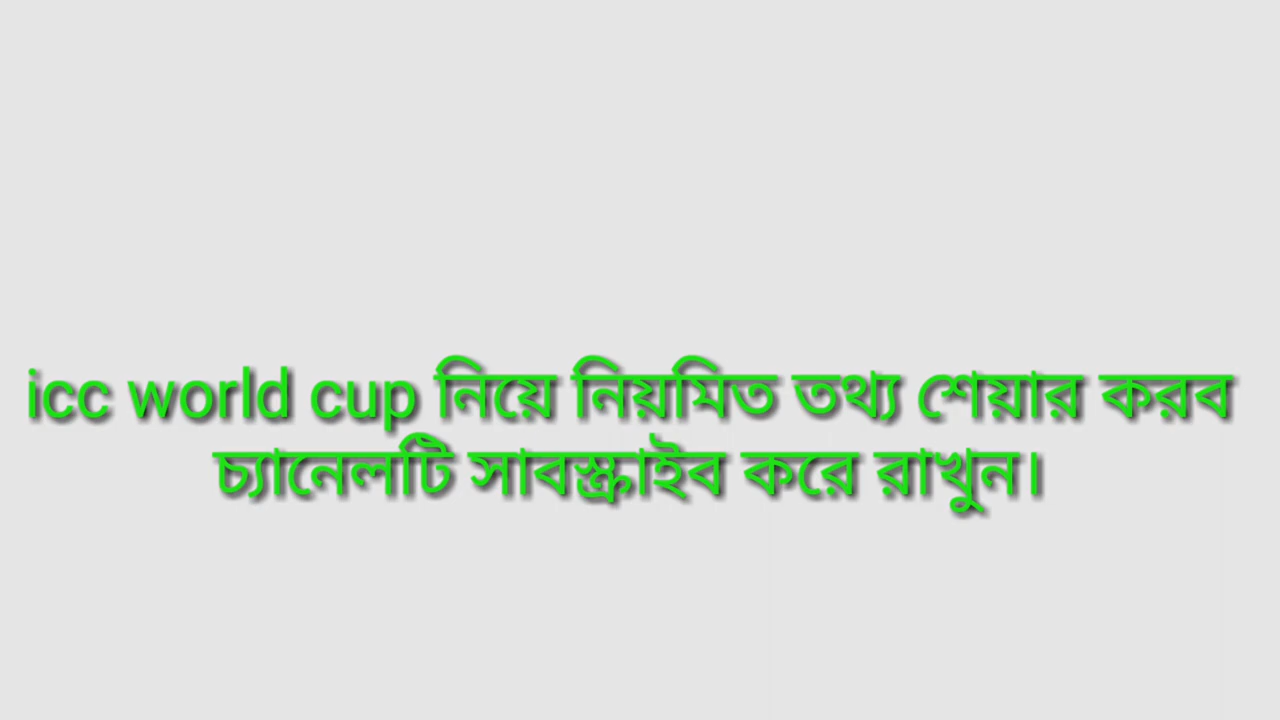 icc world cup নিয়ে নিয়মিত তথ্য শেয়ার করব
চ্যানেলটি সাবস্ক্রাইব করে রাখুন।